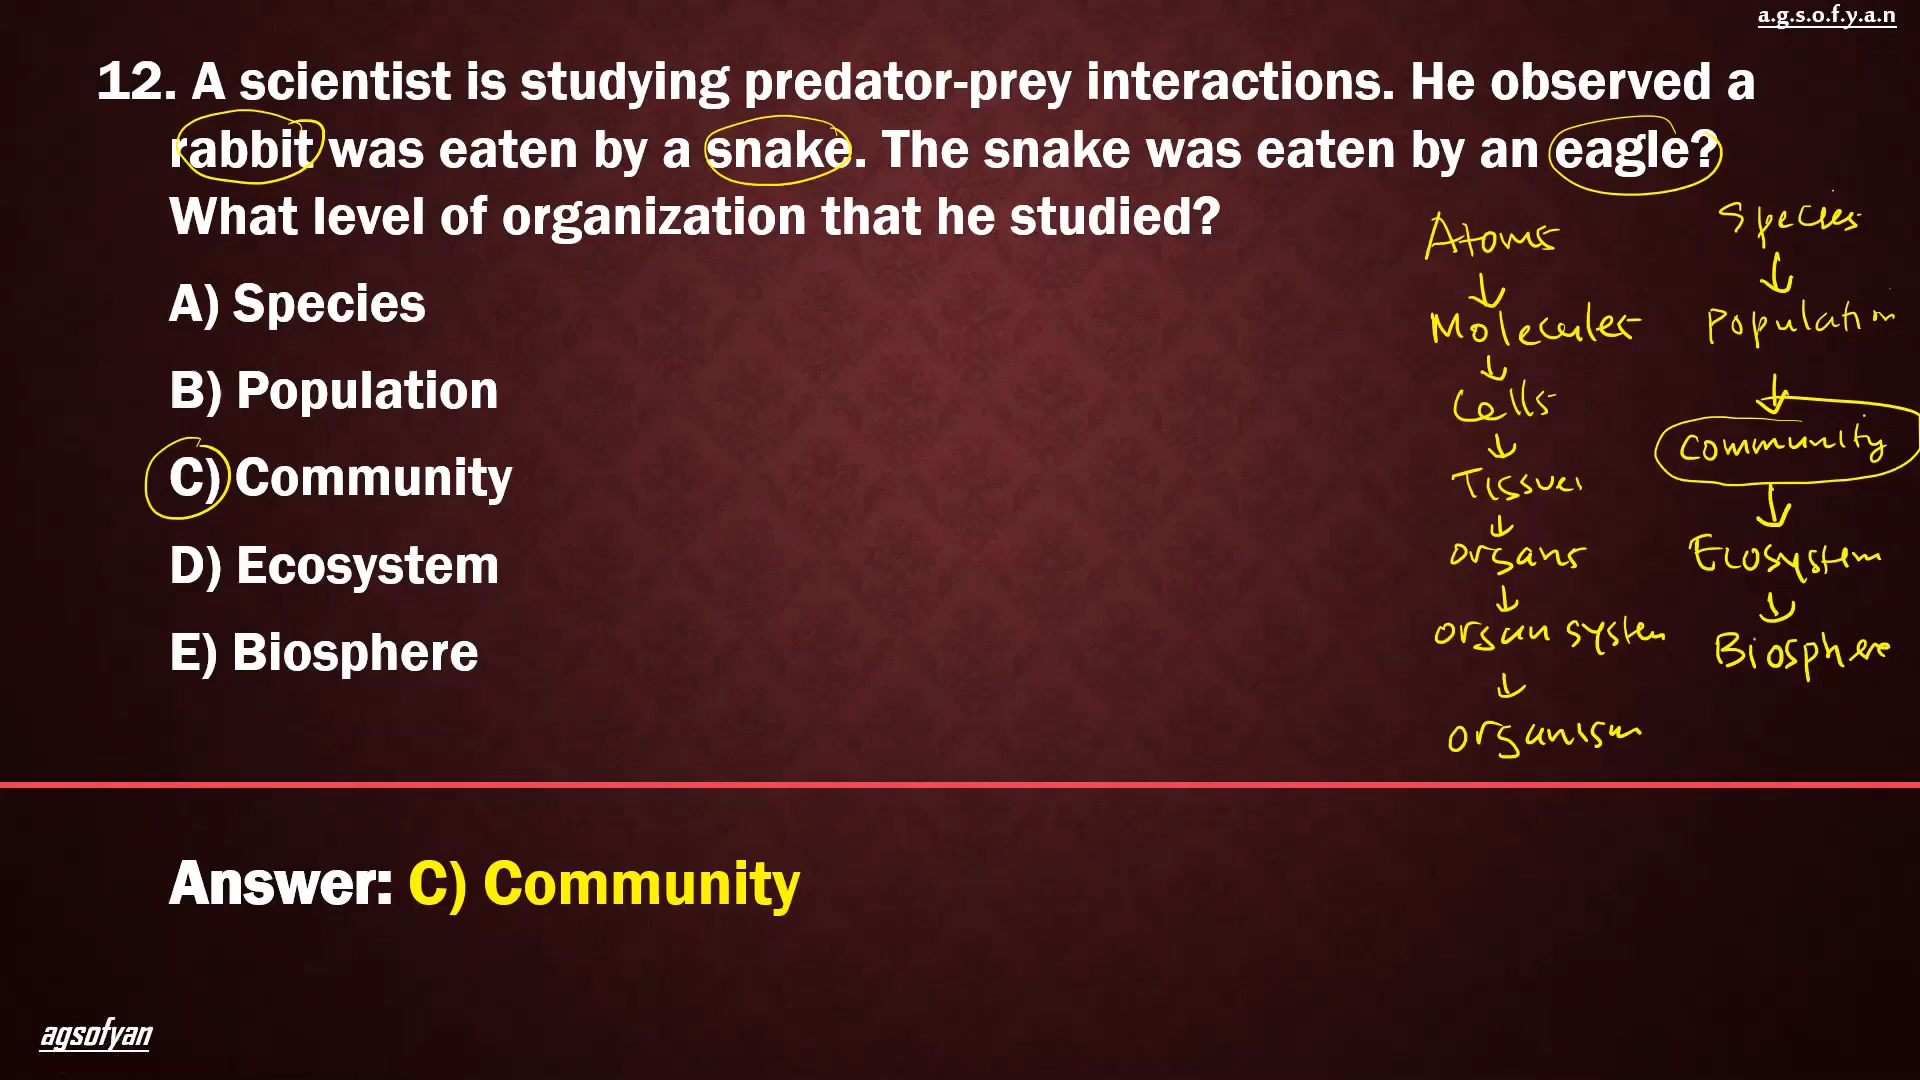 a.g.s.o.f.y.a.n
12. A scientist is studying predator-prey interactions. He observed a
rabbit was eaten by a snake. The snake was eaten by an eagle?
What level of organization that he studied?
A) Species
B) Population
C) Community
D) Ecosystem
E) Biosphere
Atoms
↓
Molecules
↓
Cells
↓
Tissues
↓
organs
↓
organ system
↓
organism
Species
↓
Population
↓
Community
↓
Ecosystem
↓
Biosphere
Answer: C) Community
agsofyan